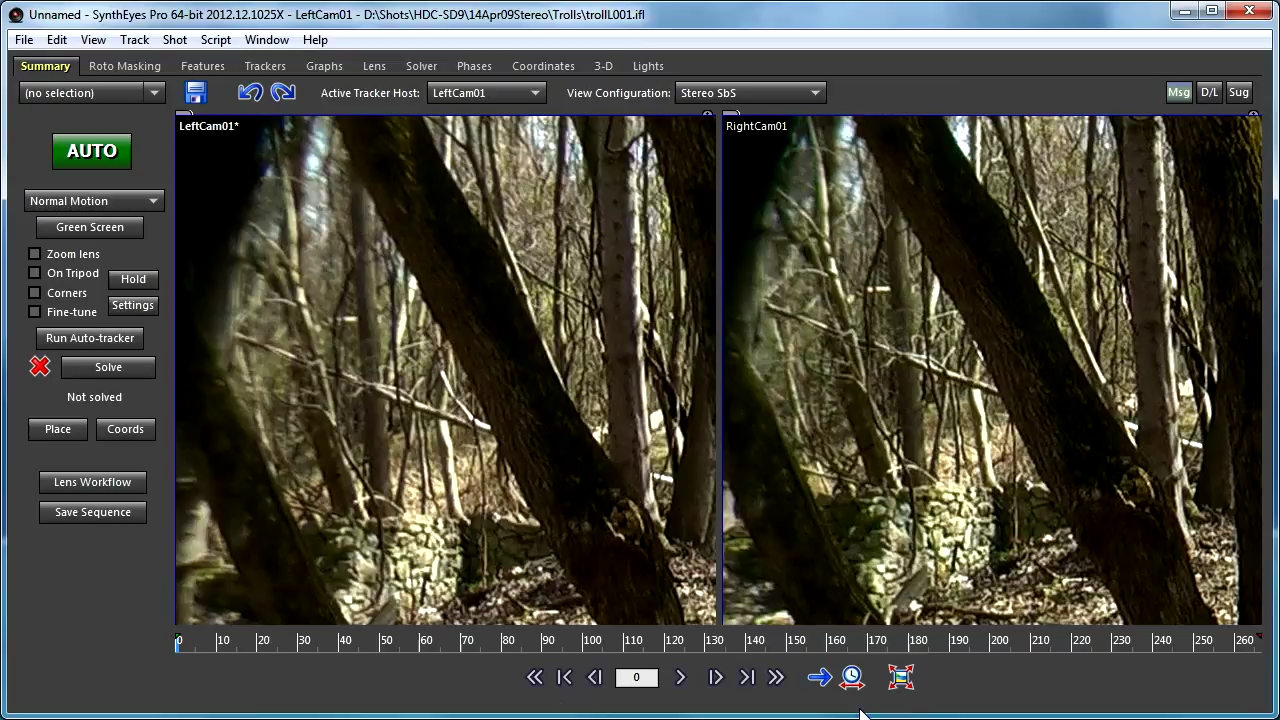 Unnamed - SynthEyes Pro 64-bit 2012.12.1025X - LeftCam01 - D:\Shots\HDC-SD9\14Apr09Stereo\Trolls\trollL001.ifl
File Edit View Track Shot Script Window Help
Summary Roto Masking Features Trackers Graphs Lens Solver Phases Coordinates 3-D Lights
(no selection) Active Tracker Host: LeftCam01 View Configuration: Stereo SbS Msg D/L Sug
LeftCam01* RightCam01
AUTO
Normal Motion
Green Screen
Zoom lens
On Tripod Hold
Corners
Fine-tune Settings
Run Auto-tracker
Solve
Not solved
Place Coords
Lens Workflow
Save Sequence
0 10 20 30 40 50 60 70 80 90 100 110 120 130 140 150 160 170 180 190 200 210 220 230 240 250 260
0